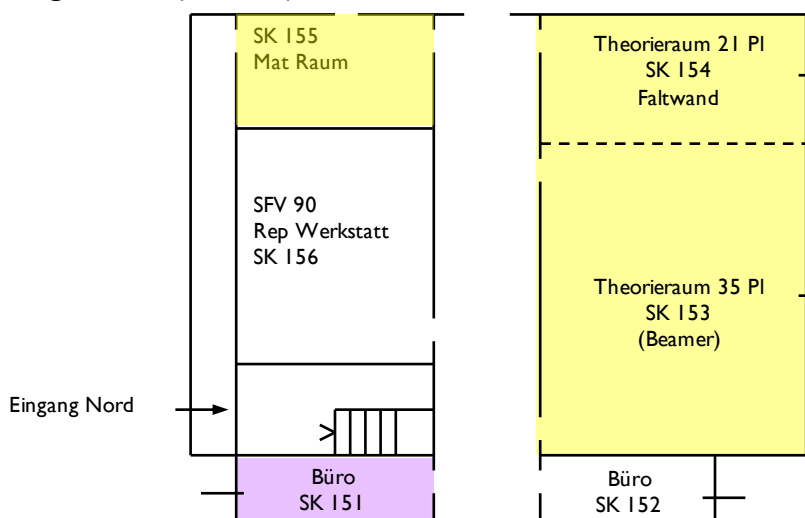 SK 155
Mat Raum
Theorieraum 21 Pl
SK 154
Faltwand
SFV 90
Rep Werkstatt
SK 156
Theorieraum 35 Pl
SK 153
(Beamer)
Eingang Nord
Büro
SK 151
Büro
SK 152